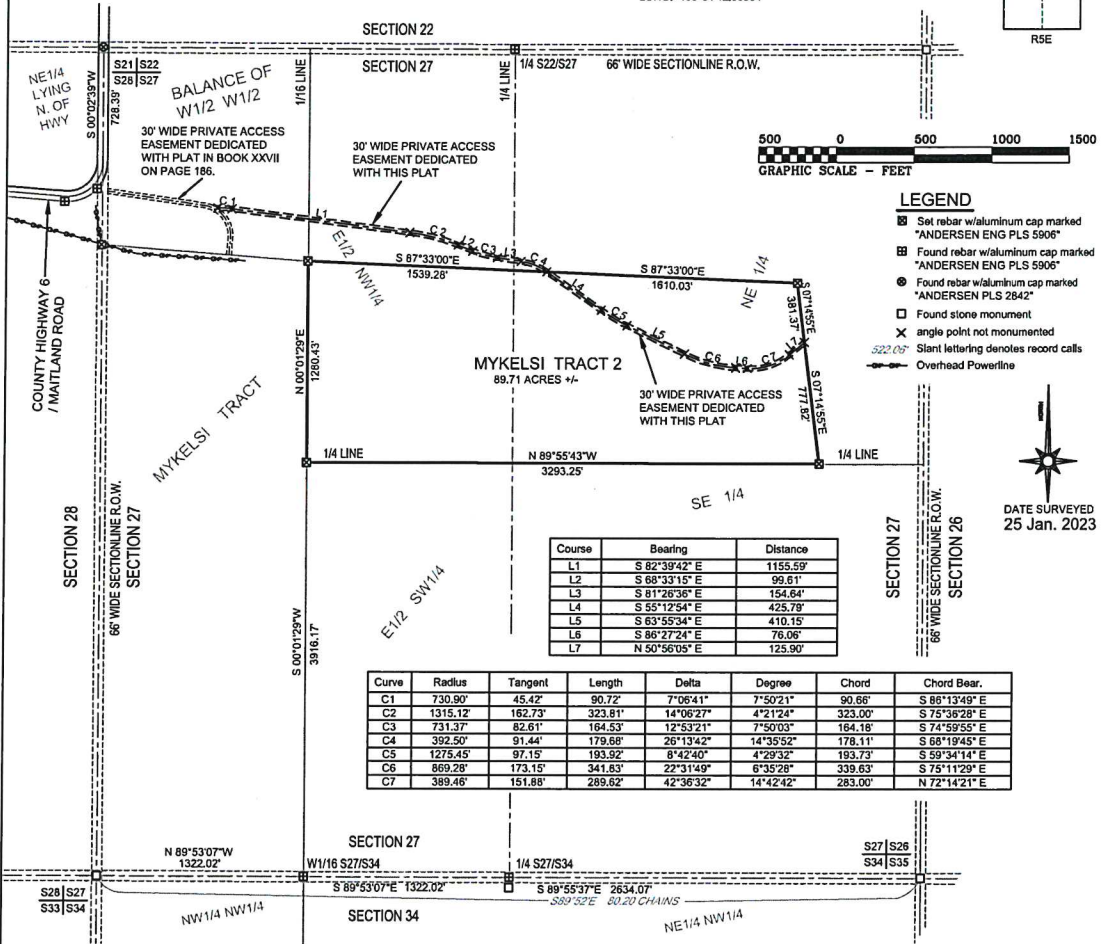 SECTION 22
R5E
S21 S22
S28 S27
SECTION 27
1/4 S22/S27
66' WIDE SECTIONLINE R.O.W.
NE1/4
LYING
N. OF
HWY
S 00°02'39"W
728.39'
BALANCE OF
W1/2 W1/2
1/16 LINE
1/4 LINE
30' WIDE PRIVATE ACCESS
EASEMENT DEDICATED
WITH PLAT IN BOOK XXVII
ON PAGE 186.
30' WIDE PRIVATE ACCESS
EASEMENT DEDICATED
WITH THIS PLAT
500 0 500 1000 1500
GRAPHIC SCALE - FEET
LEGEND
Set rebar w/aluminum cap marked
"ANDERSEN ENG PLS 5906"
Found rebar w/aluminum cap marked
"ANDERSEN ENG PLS 5906"
Found rebar w/aluminum cap marked
"ANDERSEN PLS 2842"
Found stone monument
angle point not monumented
522.06' Slant lettering denotes record calls
OP OP OP Overhead Powerline
C 1
L1
C 2
L2
C3
L3
C 4
L4
C5
L5
C6
L6
C7
L7
E1/2 NW1/4
S 87°33'00"E
1539.28'
S 87°33'00"E
1610.03'
NE 1/4
S 07°14'55"E
381.37'
S 07°14'55"E
777.82'
COUNTY HIGHWAY 6
/ MAITLAND ROAD
N 00°01'29"E
1280.43'
MYKELSI TRACT 2
89.71 ACRES +/-
30' WIDE PRIVATE ACCESS
EASEMENT DEDICATED
WITH THIS PLAT
MYKELSI TRACT
1/4 LINE
N 89°55'43"W
3293.25'
1/4 LINE
NORTH
DATE SURVEYED
25 Jan. 2023
SE 1/4
SECTION 28
66' WIDE SECTIONLINE R.O.W.
SECTION 27
SECTION 27
66' WIDE SECTIONLINE R.O.W.
SECTION 26
E1/2 SW1/4
S 00°01'29"W
3916.17'
Course Bearing Distance
L1 S 82°39'42" E 1155.59'
L2 S 68°33'15" E 99.61'
L3 S 81°26'36" E 154.64'
L4 S 55°12'54" E 425.79'
L5 S 63°55'34" E 410.15'
L6 S 86°27'24" E 76.06'
L7 N 50°56'05" E 125.90'
Curve Radius Tangent Length Delta Degree Chord Chord Bear.
C1 730.90' 45.42' 90.72' 7°06'41" 7°50'21" 90.66' S 86°13'49" E
C2 1315.12' 162.73' 323.81' 14°06'27" 4°21'24" 323.00' S 75°36'28" E
C3 731.37' 82.61' 164.53' 12°53'21" 7°50'03" 164.18' S 74°59'55" E
C4 392.50' 91.44' 179.68' 26°13'42" 14°35'52" 178.11' S 68°19'45" E
C5 1275.45' 97.15' 193.92' 8°42'40" 4°29'32" 193.73' S 59°34'14" E
C6 869.28' 173.15' 341.83' 22°31'49" 6°35'28" 339.63' S 75°11'29" E
C7 389.46' 151.88' 289.62' 42°36'32" 14°42'42" 283.00' N 72°14'21" E
SECTION 27
N 89°53'07"W
1322.02'
W1/16 S27/S34
1/4 S27/S34
S27 S26
S34 S35
S28 S27
S33 S34
S 89°53'07"E 1322.02'
S 89°55'37"E 2634.07'
S89°52'E 80.20 CHAINS
NW1/4 NW1/4
SECTION 34
NE1/4 NW1/4